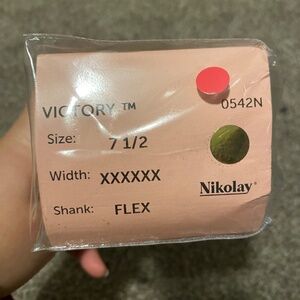 VICTORY ™
0542N
Size: 7 1/2
Width: XXXXXX
Nikolay®
Shank: FLEX